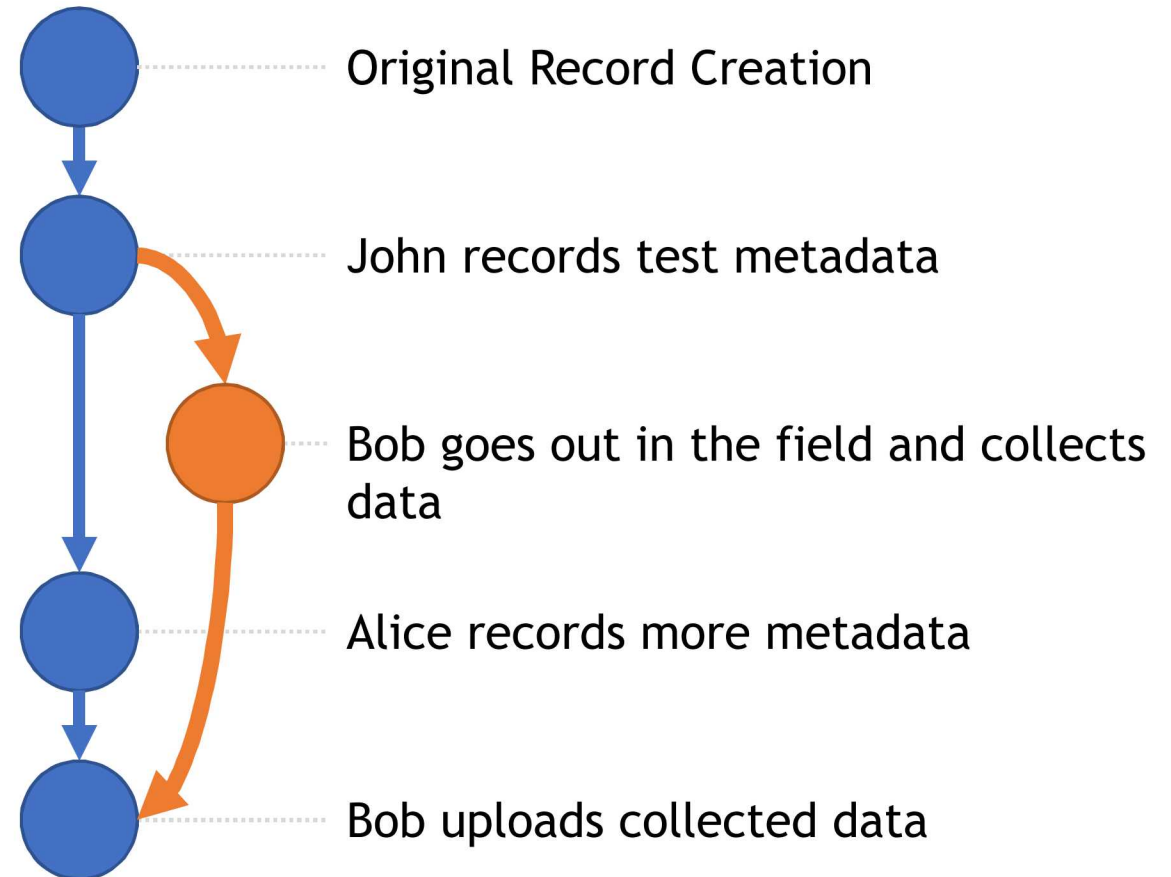 Original Record Creation
John records test metadata
Bob goes out in the field and collects
data
Alice records more metadata
Bob uploads collected data